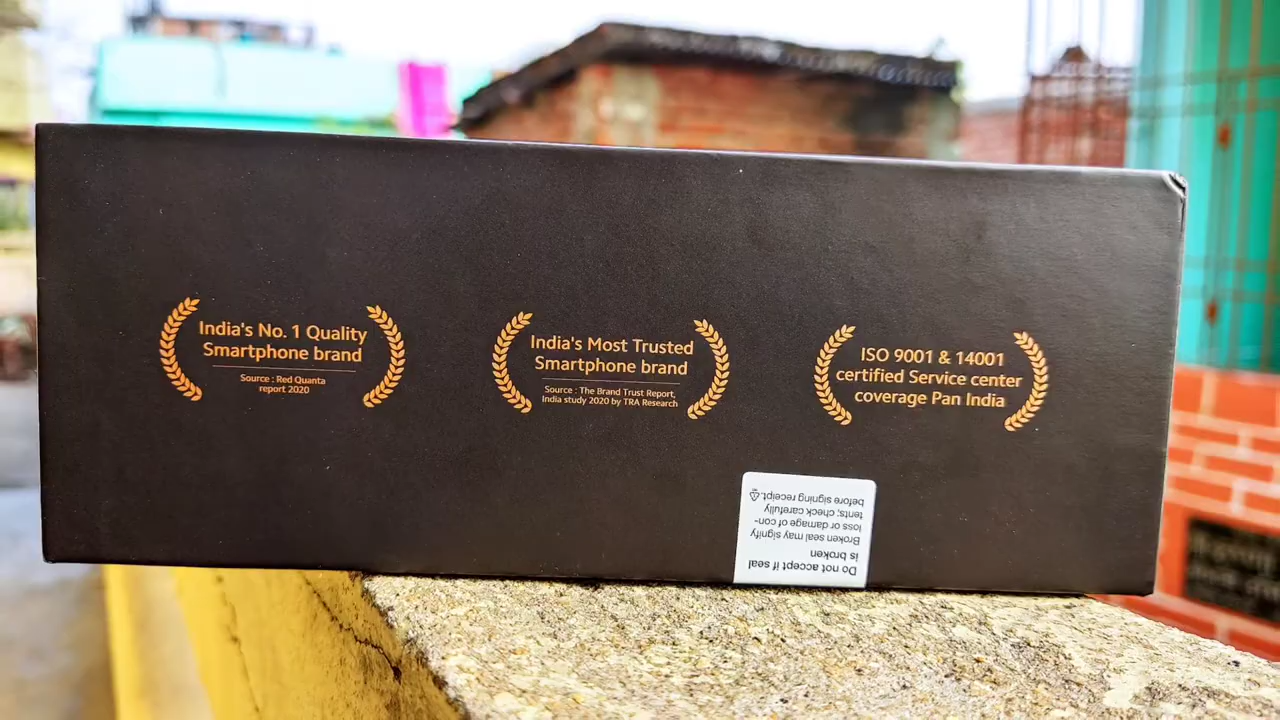 India's No. 1 Quality
Smartphone brand
Source : Red Quanta
report 2020
India's Most Trusted
Smartphone brand
Source : The Brand Trust Report,
India study 2020 by TRA Research
ISO 9001 & 14001
certified Service center
coverage Pan India
Do not accept if seal
is broken
Broken seal may signify
loss or damage of con-
tents; check carefully
before signing receipt.